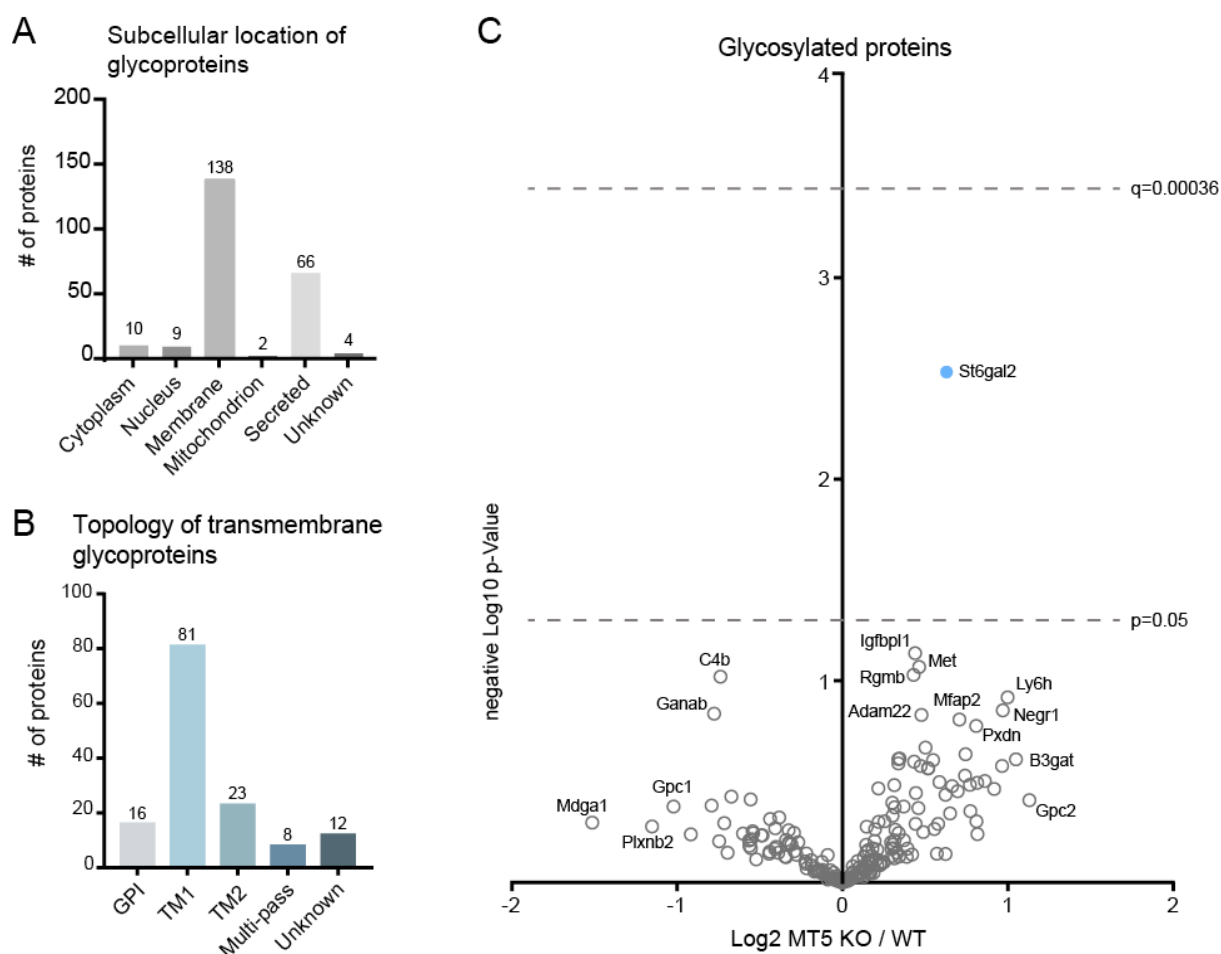 A
Subcellular location of
glycoproteins
# of proteins
200
150
100
50
0
10
9
138
2
66
4
Cytoplasm
Nucleus
Membrane
Mitochondrion
Secreted
Unknown
B
Topology of transmembrane
glycoproteins
# of proteins
100
80
60
40
20
0
16
81
23
8
12
GPI
TM1
TM2
Multi-pass
Unknown
C
Glycosylated proteins
negative Log10 p-Value
4
3
2
1
q=0.00036
St6gal2
p=0.05
Igfbpl1
Met
C4b
Rgmb
Ly6h
Ganab
Adam22
Mfap2
Negr1
Pxdn
B3gat
Gpc1
Mdga1
Gpc2
Plxnb2
-2
-1
0
1
2
Log2 MT5 KO / WT